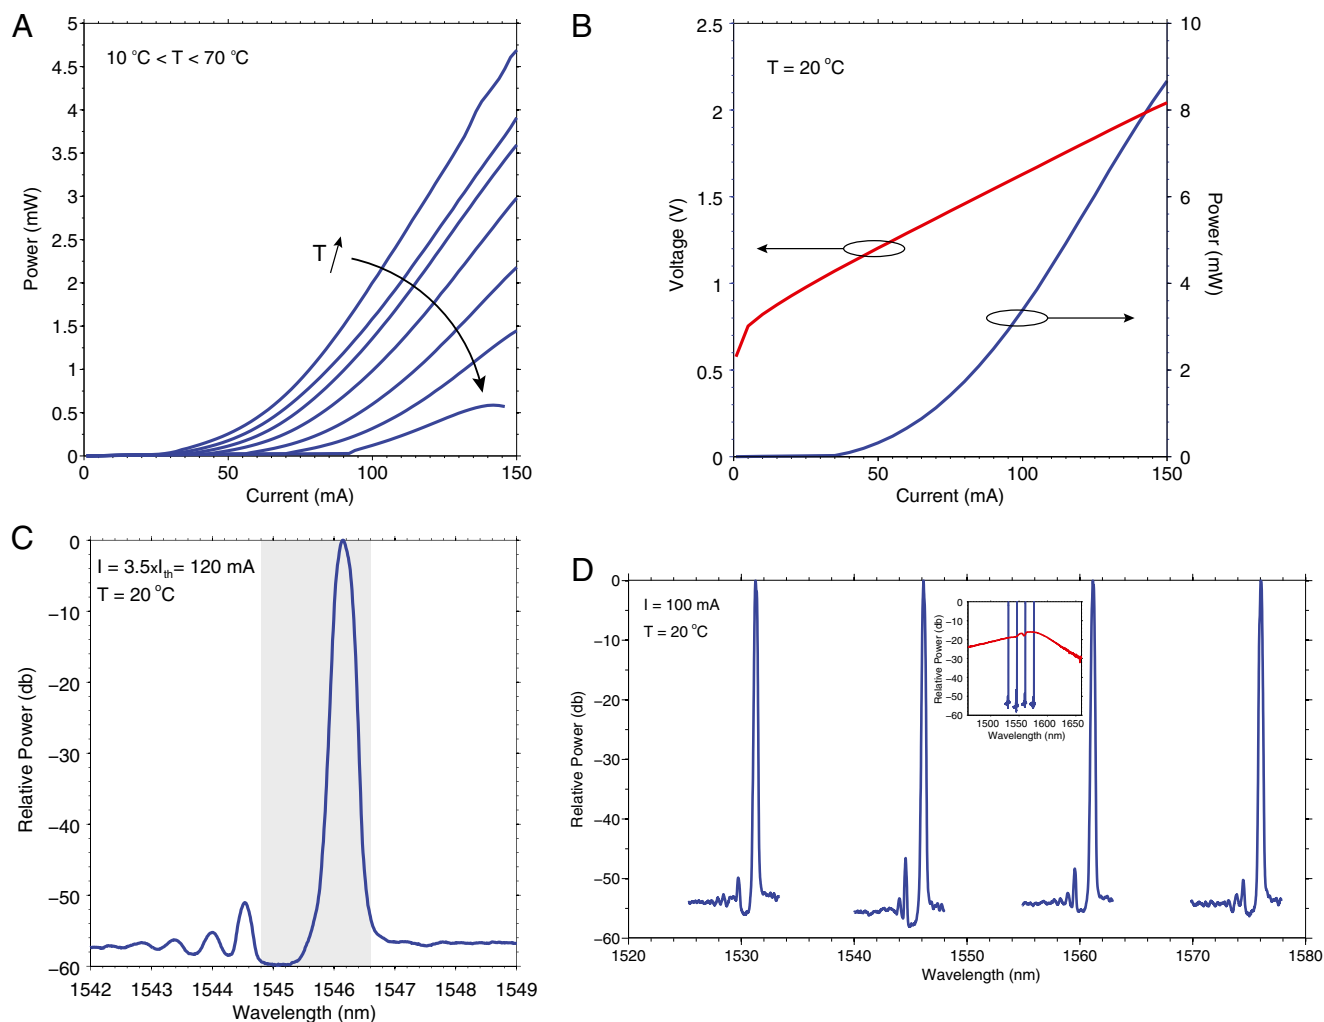 A
10 °C < T < 70 °C
5
4.5
4
3.5
3
2.5
2
1.5
1
0.5
0
Power (mW)
T
0
50
100
150
Current (mA)
B
T = 20 °C
2.5
2
1.5
1
0.5
0
Voltage (V)
10
8
6
4
2
0
Power (mW)
0
50
100
150
Current (mA)
C
I = 3.5xIth= 120 mA
T = 20 °C
0
−10
−20
−30
−40
−50
−60
Relative Power (db)
1542 1543 1544 1545 1546 1547 1548 1549
Wavelength (nm)
D
I = 100 mA
T = 20 °C
0
−10
−20
−30
−40
−50
−60
Relative Power (db)
0
−10
−20
−30
−40
−50
−60
Relative Power (db)
1500 1550 1600 1650
Wavelength (nm)
1520 1530 1540 1550 1560 1570 1580
Wavelength (nm)